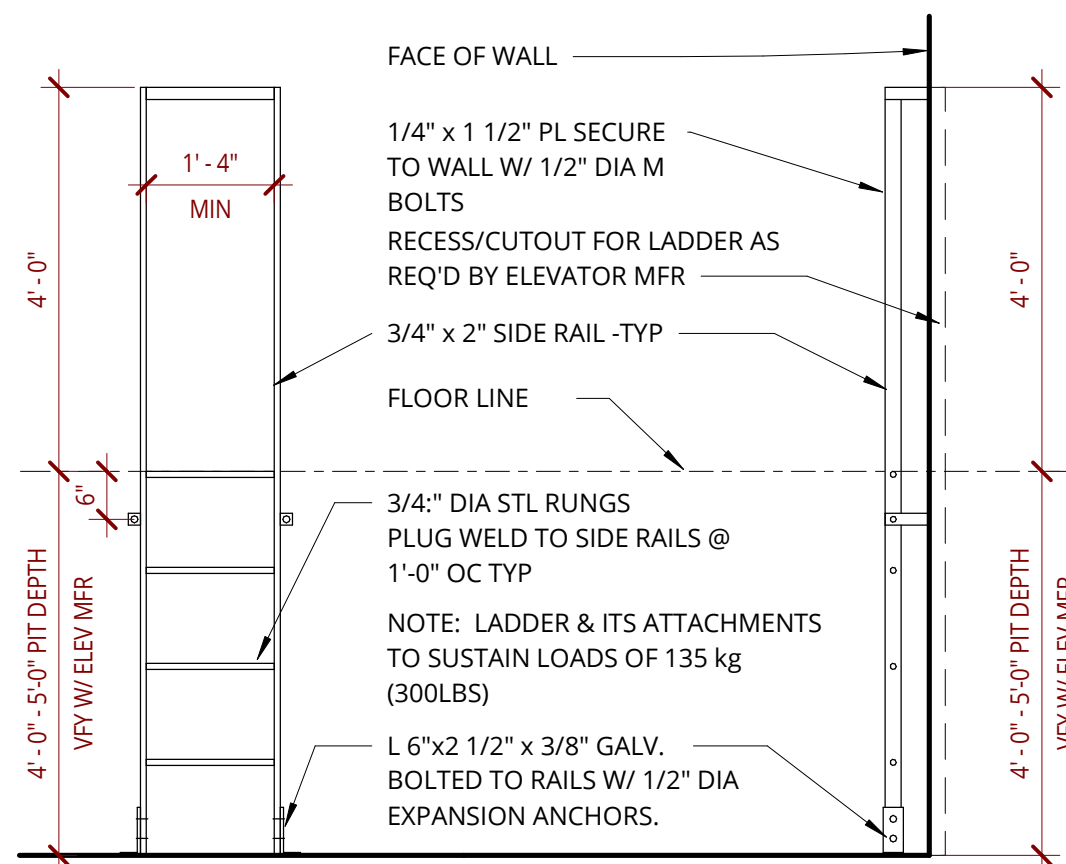 FACE OF WALL
1/4" x 1 1/2" PL SECURE
TO WALL W/ 1/2" DIA M
BOLTS
RECESS/CUTOUT FOR LADDER AS
REQ'D BY ELEVATOR MFR
3/4" x 2" SIDE RAIL -TYP
FLOOR LINE
3/4:" DIA STL RUNGS
PLUG WELD TO SIDE RAILS @
1'-0" OC TYP
NOTE: LADDER & ITS ATTACHMENTS
TO SUSTAIN LOADS OF 135 kg
(300LBS)
L 6"x2 1/2" x 3/8" GALV.
BOLTED TO RAILS W/ 1/2" DIA
EXPANSION ANCHORS.
1' - 4"
MIN
4' - 0"
6"
4' - 0" - 5'-0" PIT DEPTH
VFY W/ ELEV MFR
4' - 0"
4' - 0" - 5'-0" PIT DEPTH
VFY W/ ELEV MFR